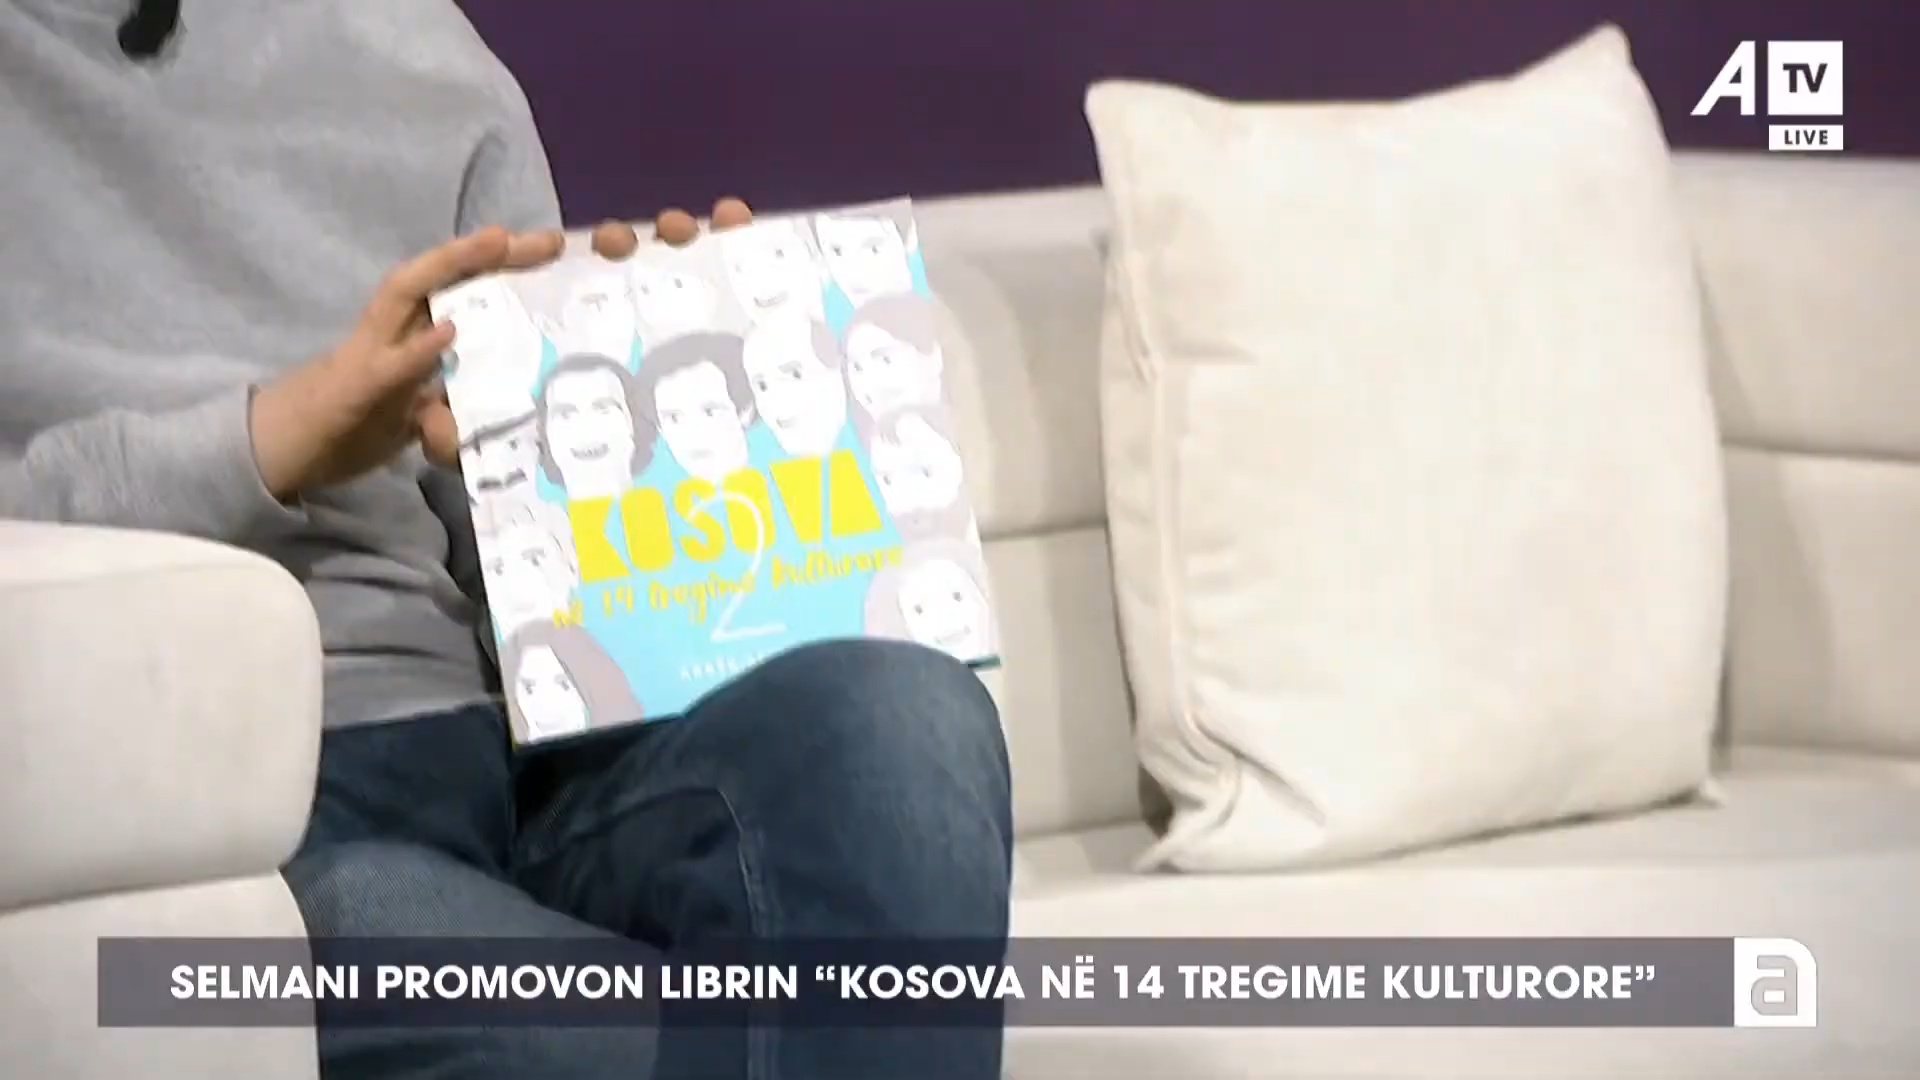 A TV
LIVE
KOSOVA
2
në 14 tregime kulturore
SELMANI PROMOVON LIBRIN “KOSOVA NË 14 TREGIME KULTURORE”
a